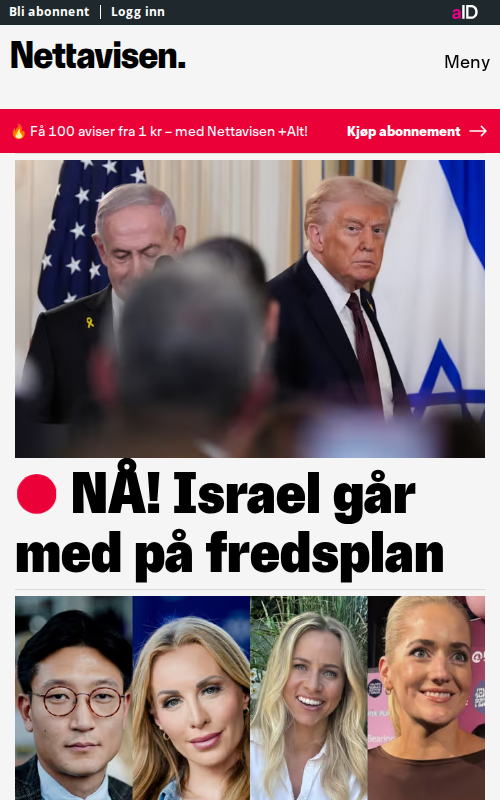 Bli abonnent | Logg inn
aID
Nettavisen.
Meny
🔥 Få 100 aviser fra 1 kr – med Nettavisen +Alt!
Kjøp abonnement →
NÅ! Israel går
med på fredsplan